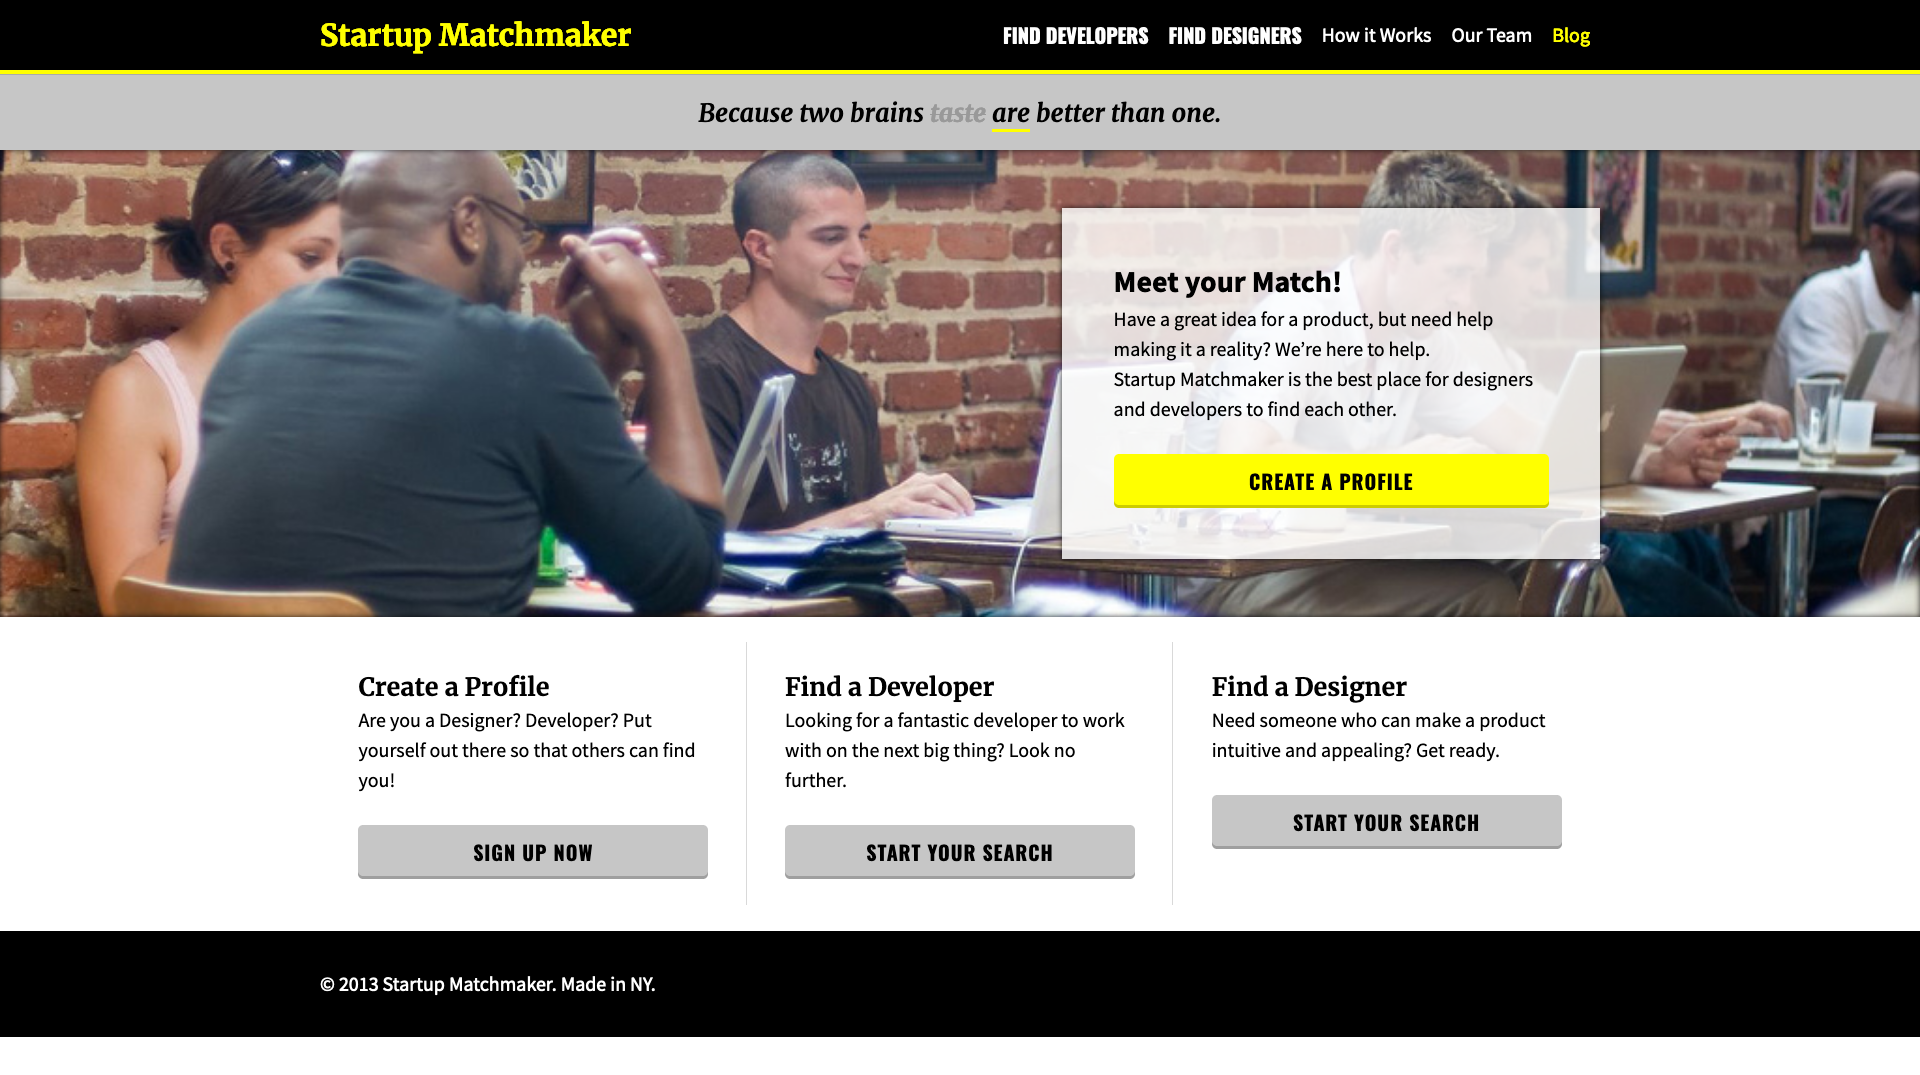 Startup Matchmaker
FIND DEVELOPERS FIND DESIGNERS How it Works Our Team Blog
Because two brains taste are better than one.
Meet your Match!
Have a great idea for a product, but need help
making it a reality? We’re here to help.
Startup Matchmaker is the best place for designers
and developers to find each other.
CREATE A PROFILE
Create a Profile
Are you a Designer? Developer? Put
yourself out there so that others can find
you!
SIGN UP NOW
Find a Developer
Looking for a fantastic developer to work
with on the next big thing? Look no
further.
START YOUR SEARCH
Find a Designer
Need someone who can make a product
intuitive and appealing? Get ready.
START YOUR SEARCH
© 2013 Startup Matchmaker. Made in NY.